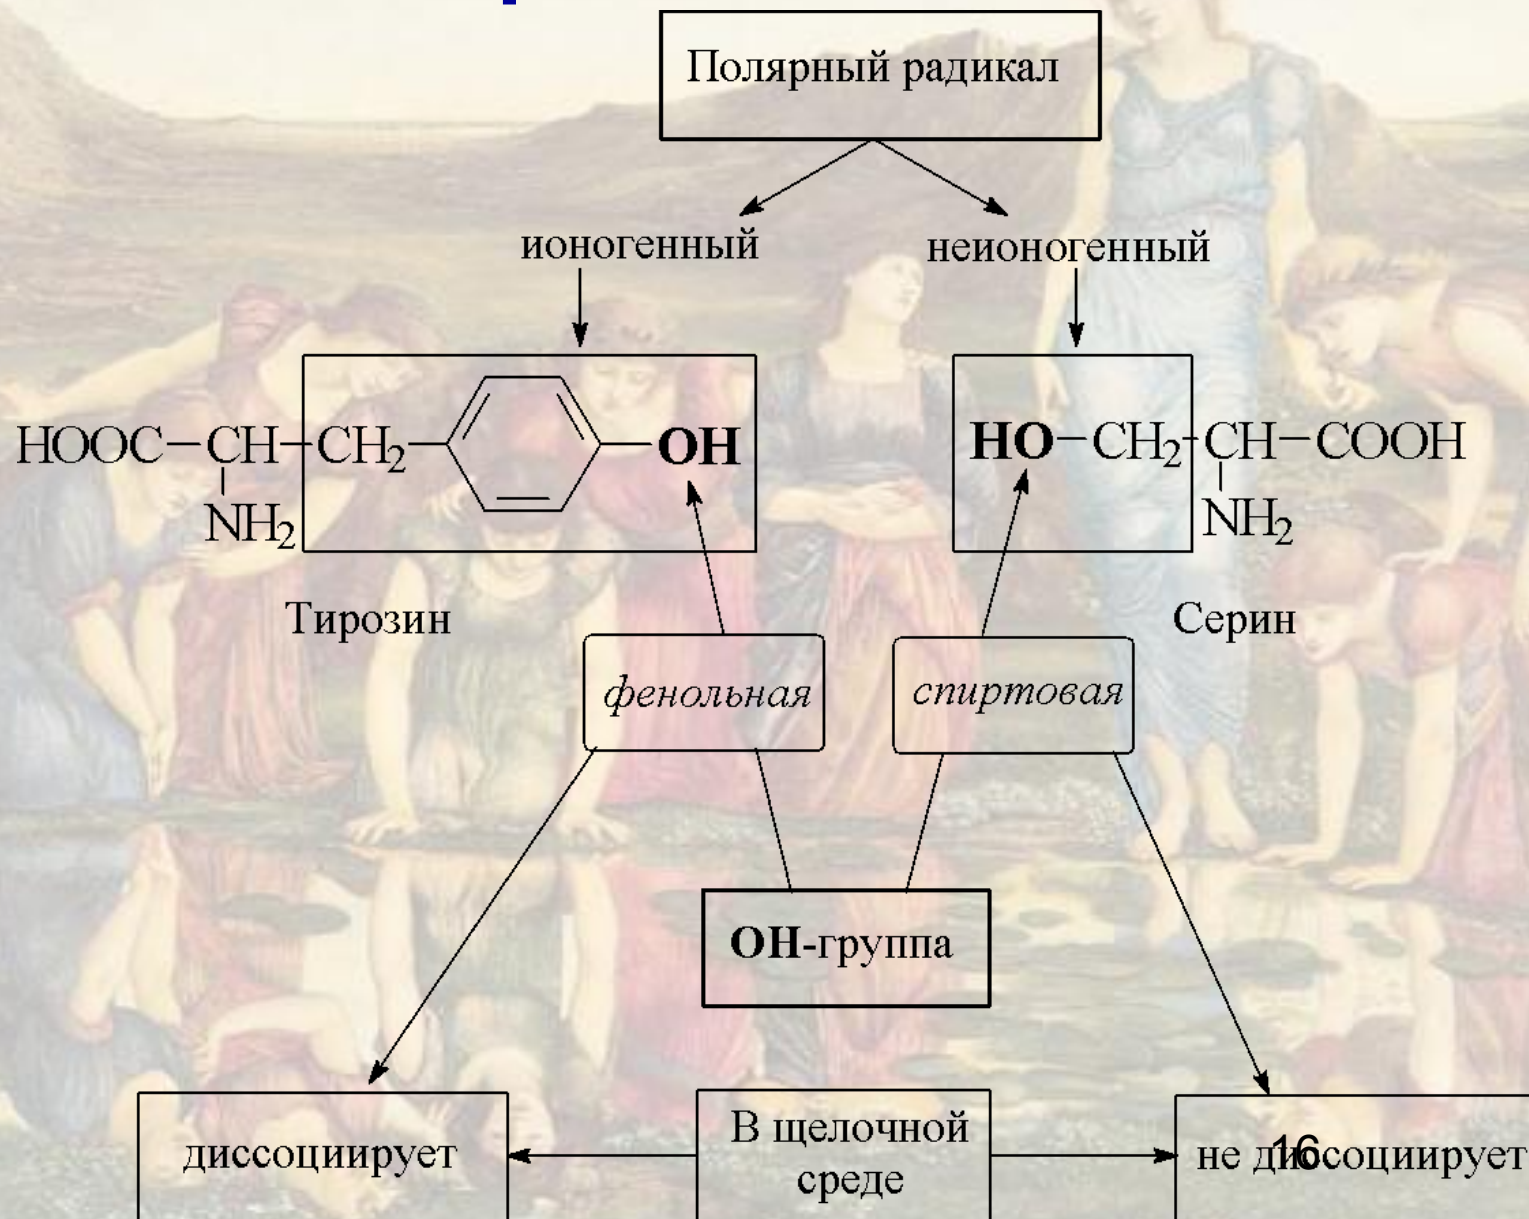 Полярный радикал
ионогенный
неионогенный
HOOC—CH—CH2— —OH
NH2
HO—CH2—CH—COOH
NH2
Тирозин
Серин
фенольная
спиртовая
OH-группа
диссоциирует
В щелочной
среде
не диссоциирует
16